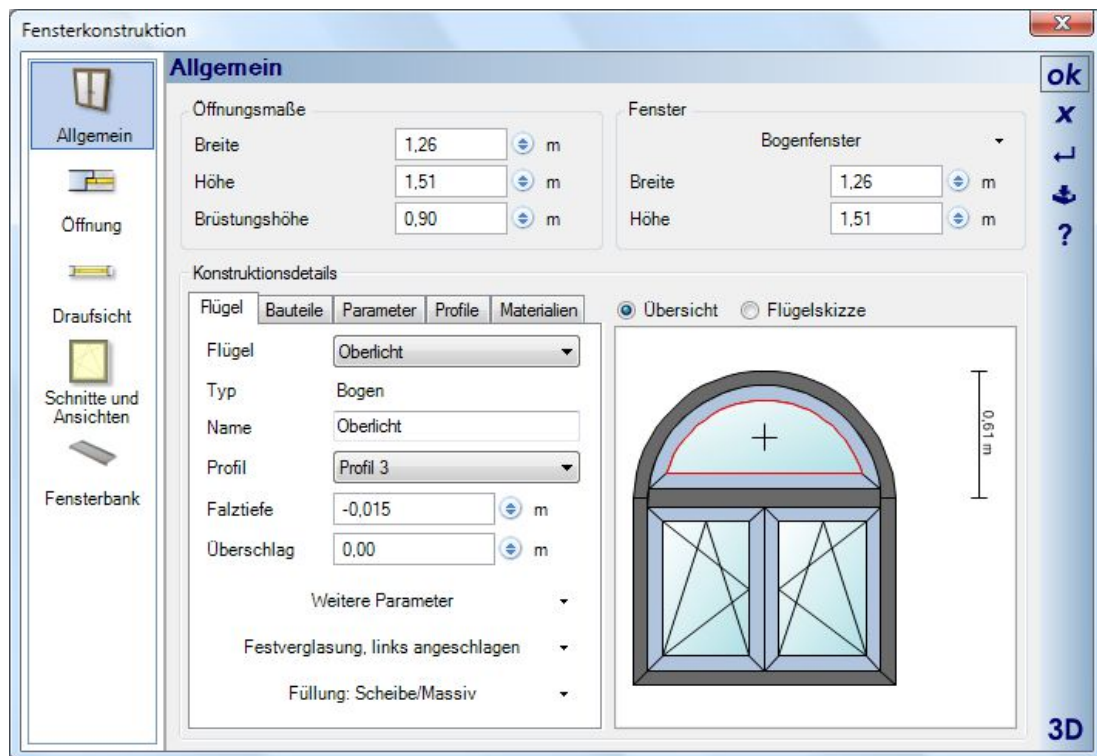 Fensterkonstruktion
x
Allgemein
Öffnung
Draufsicht
Schnitte und
Ansichten
Fensterbank
Allgemein
Öffnungsmaße
Breite 1,26 m
Höhe 1,51 m
Brüstungshöhe 0,90 m
Fenster
Bogenfenster
Breite 1,26 m
Höhe 1,51 m
Konstruktionsdetails
Flügel Bauteile Parameter Profile Materialien
Flügel Oberlicht
Typ Bogen
Name Oberlicht
Profil Profil 3
Falztiefe -0,015 m
Überschlag 0,00 m
Weitere Parameter
Festverglasung, links angeschlagen
Füllung: Scheibe/Massiv
Übersicht Flügelskizze
0,61 m
ok
x
?
3D